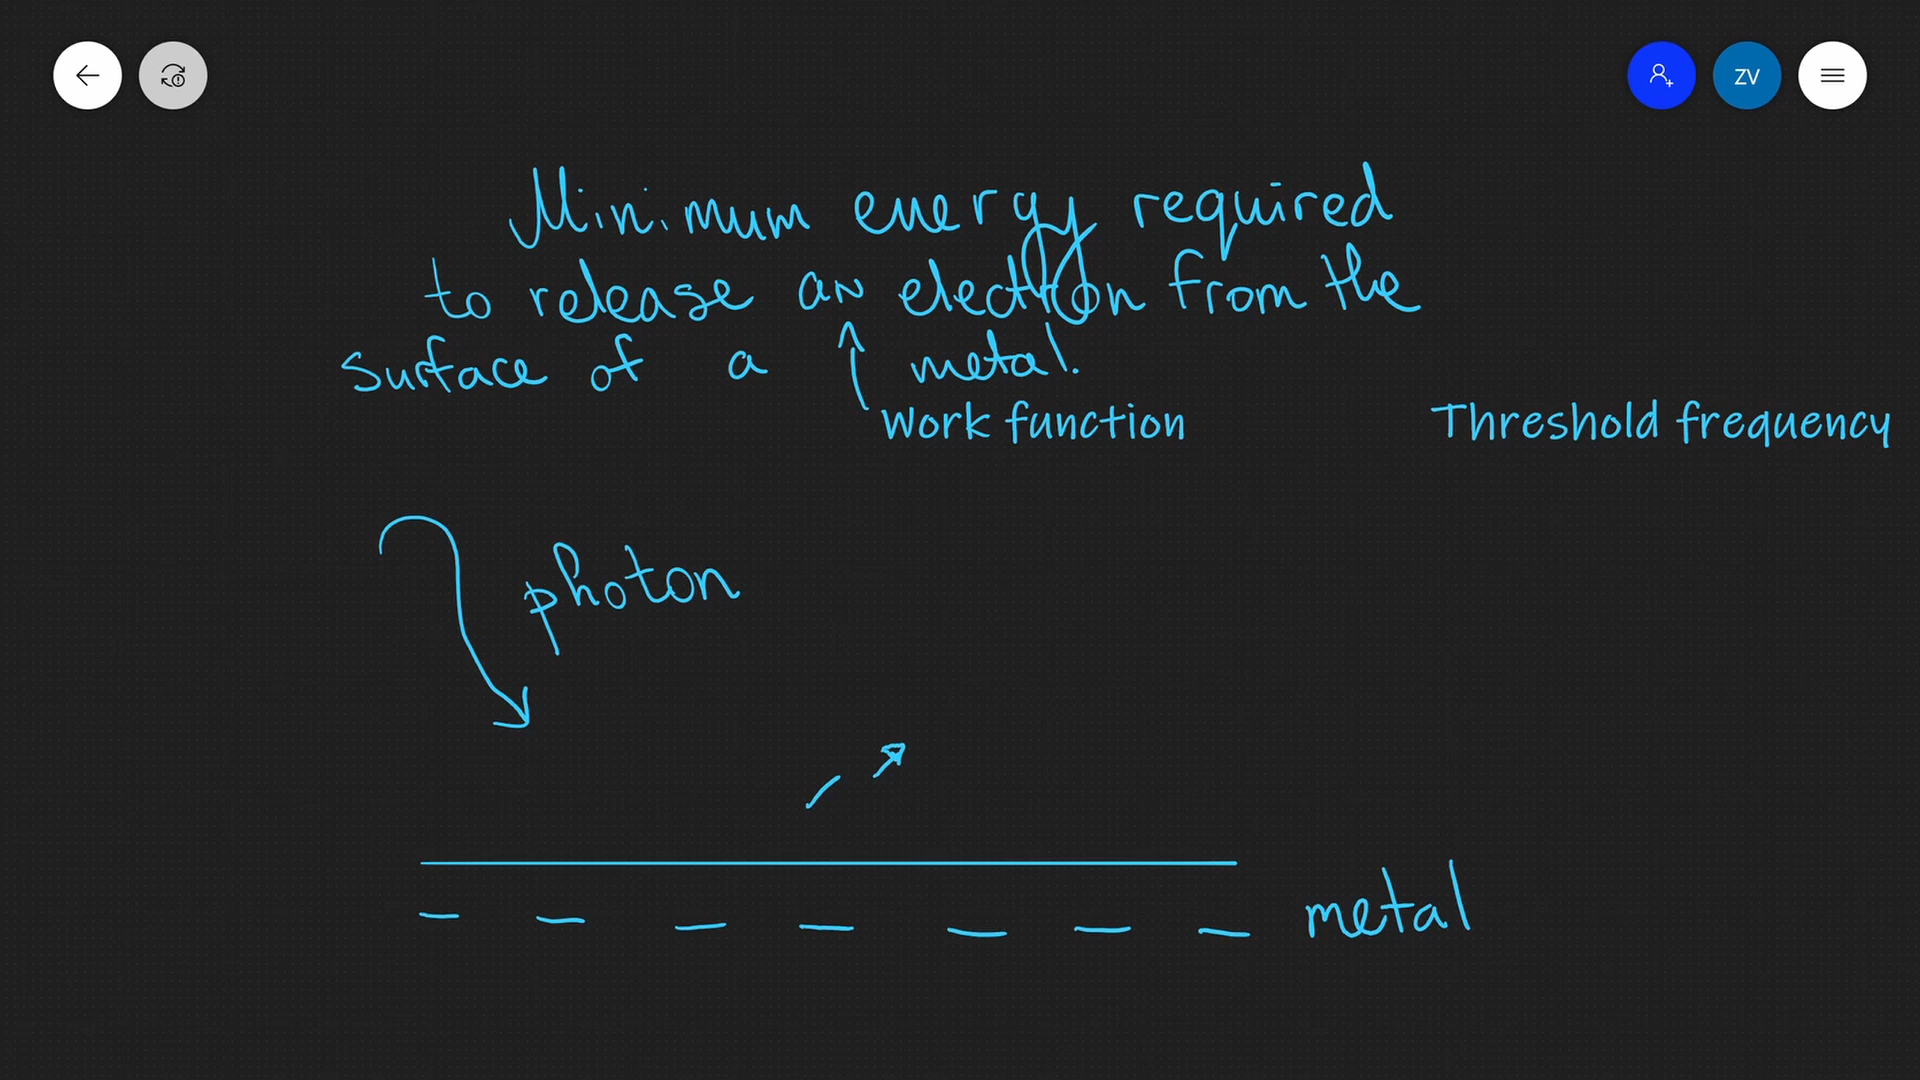 ZV
Minimum energy required
to release an electron from the
surface of a metal.
Work function
Threshold frequency
photon
metal